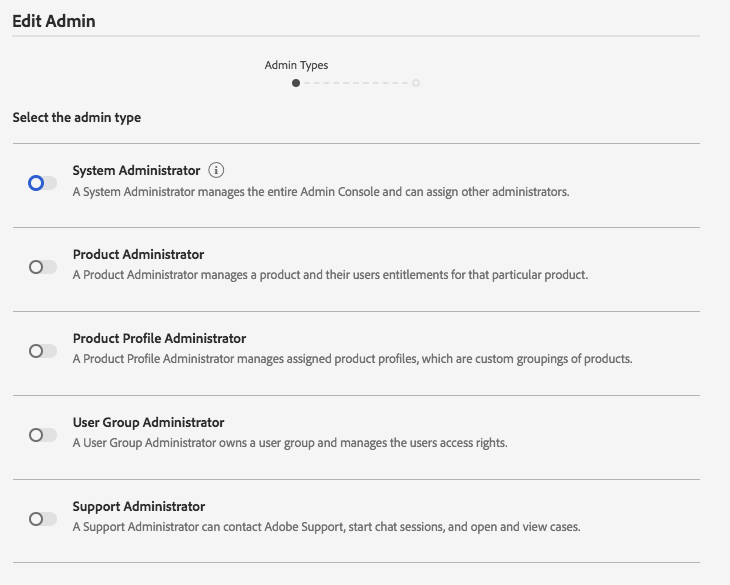 Edit Admin
Admin Types
Select the admin type
System Administrator
A System Administrator manages the entire Admin Console and can assign other administrators.
Product Administrator
A Product Administrator manages a product and their users entitlements for that particular product.
Product Profile Administrator
A Product Profile Administrator manages assigned product profiles, which are custom groupings of products.
User Group Administrator
A User Group Administrator owns a user group and manages the users access rights.
Support Administrator
A Support Administrator can contact Adobe Support, start chat sessions, and open and view cases.